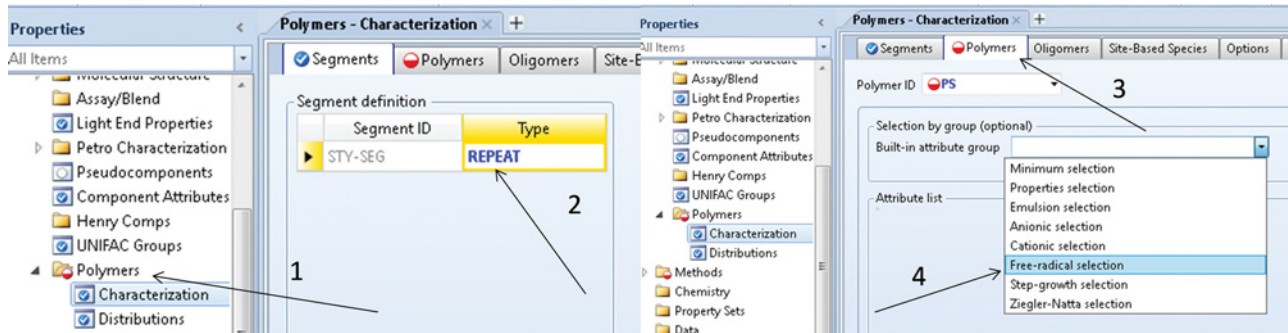 Properties
All Items
Molecular Structure
Assay/Blend
Light End Properties
Petro Characterization
Pseudocomponents
Component Attributes
Henry Comps
UNIFAC Groups
Polymers
Characterization
Distributions
1
Polymers - Characterization
Segments
Polymers
Oligomers
Site-B
Segment definition
Segment ID
Type
STY-SEG
REPEAT
2
Properties
All Items
Molecular Structure
Assay/Blend
Light End Properties
Petro Characterization
Pseudocomponents
Component Attributes
Henry Comps
UNIFAC Groups
Polymers
Characterization
Distributions
Methods
Chemistry
Property Sets
Data
Polymers - Characterization
Segments
Polymers
Oligomers
Site-Based Species
Options
Polymer ID
PS
3
Selection by group (optional)
Built-in attribute group
Minimum selection
Properties selection
Emulsion selection
Anionic selection
Cationic selection
Free-radical selection
Step-growth selection
Ziegler-Natta selection
Attribute list
4